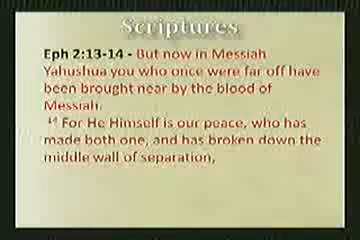 Scriptures
Eph 2:13-14 - But now in Messiah
Yahushua you who once were far off have
been brought near by the blood of
Messiah.
14 For He Himself is our peace, who has
made both one, and has broken down the
middle wall of separation,